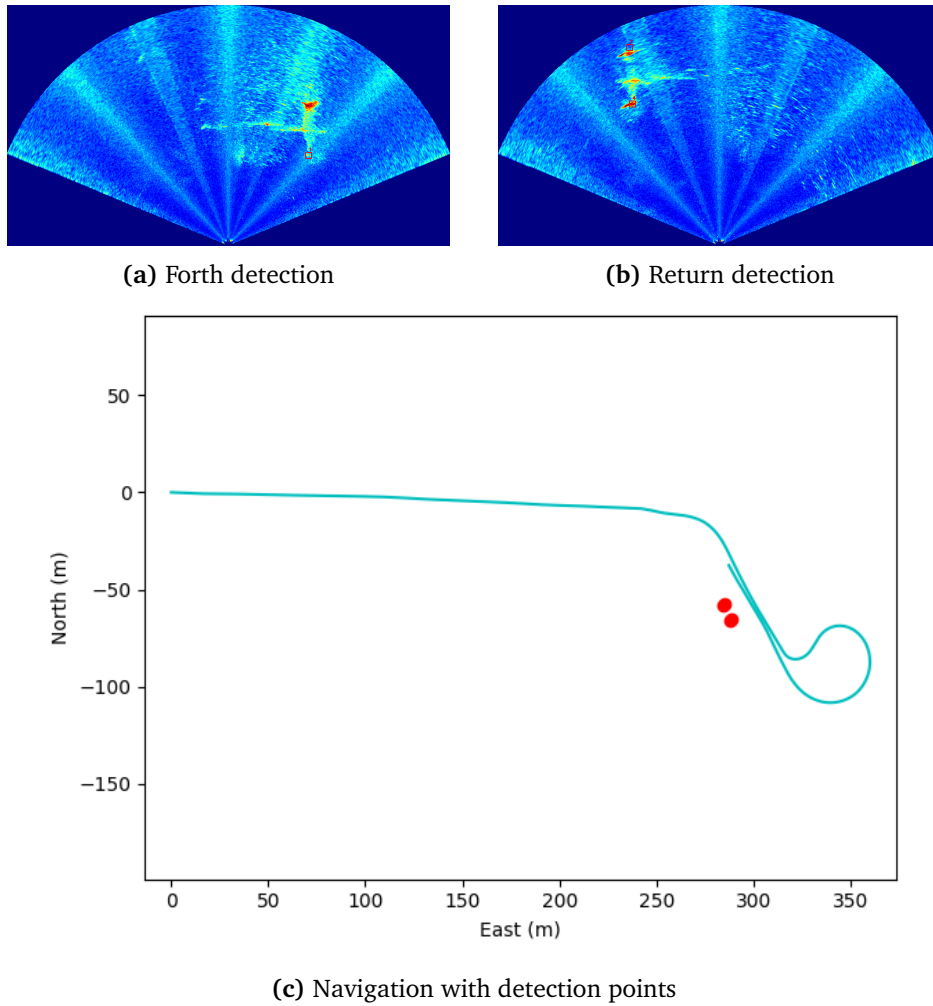 (a) Forth detection
(b) Return detection
50
0
−50
−100
−150
North (m)
0 50 100 150 200 250 300 350
East (m)
(c) Navigation with detection points